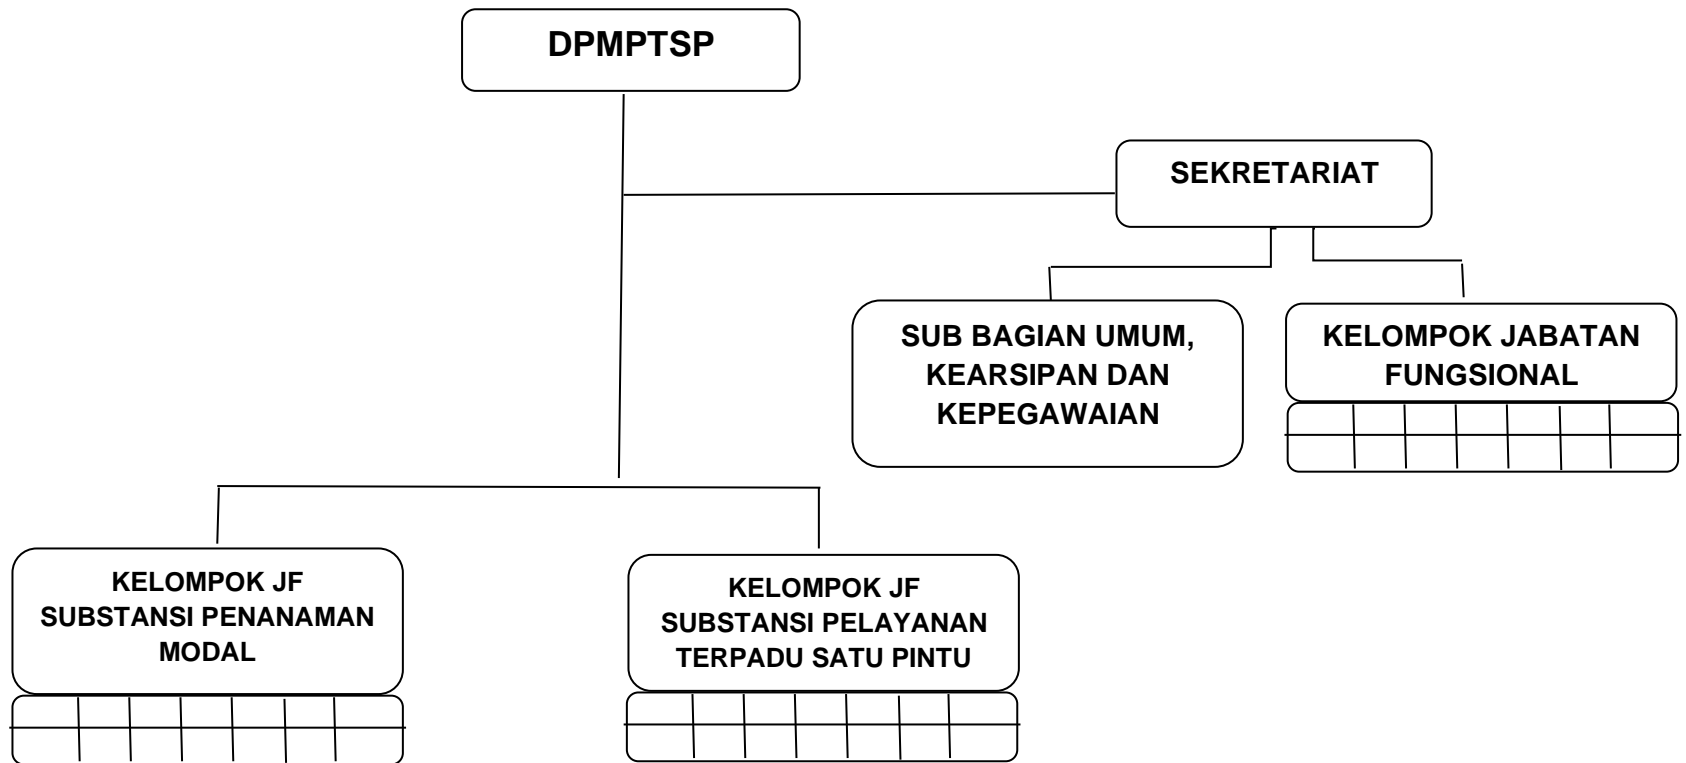 DPMPTSP
SEKRETARIAT
SUB BAGIAN UMUM,
KEARSIPAN DAN
KEPEGAWAIAN
KELOMPOK JABATAN
FUNGSIONAL
KELOMPOK JF
SUBSTANSI PENANAMAN
MODAL
KELOMPOK JF
SUBSTANSI PELAYANAN
TERPADU SATU PINTU